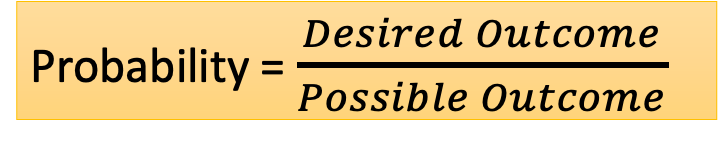 Probability = Desired Outcome / Possible Outcome